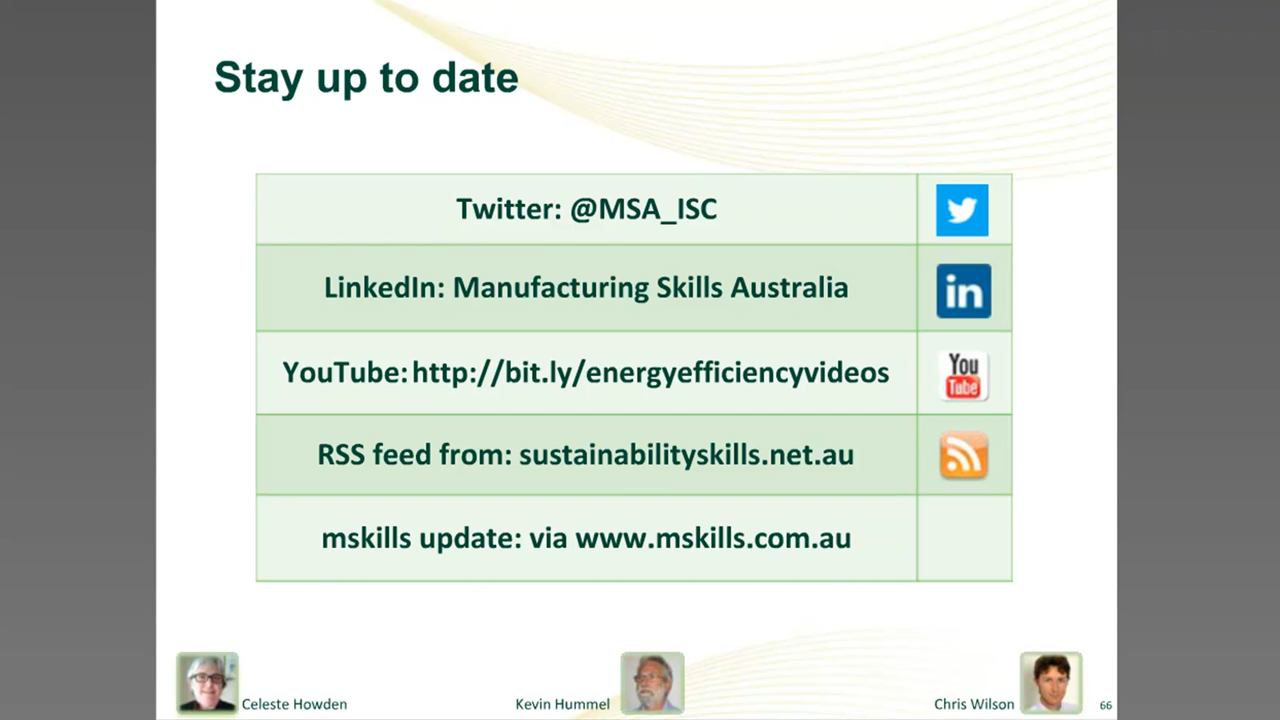 Stay up to date
Twitter: @MSA_ISC
LinkedIn: Manufacturing Skills Australia
in
YouTube: http://bit.ly/energyefficiencyvideos
You
Tube
RSS feed from: sustainabilityskills.net.au
mskills update: via www.mskills.com.au
Celeste Howden
Kevin Hummel
Chris Wilson
66